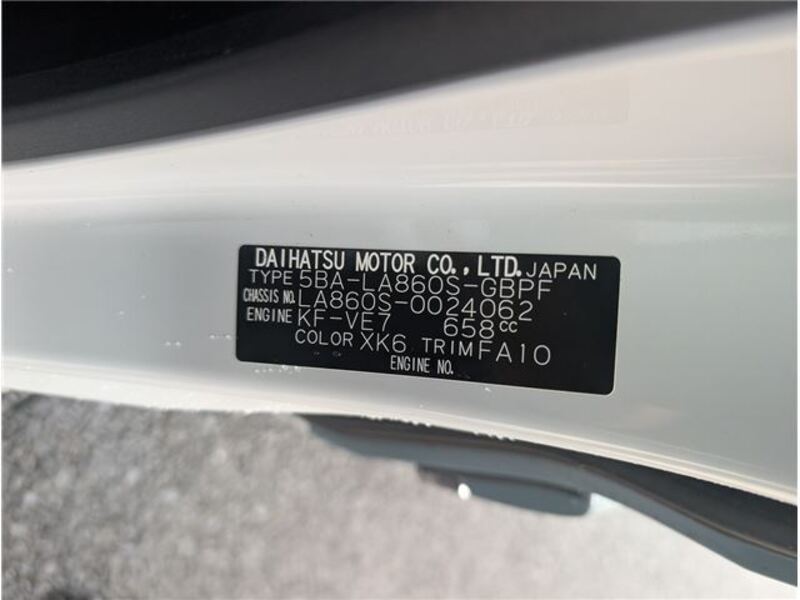 DAIHATSU MOTOR CO., LTD. JAPAN
TYPE 5BA-LA860S-GBPF
CHASSIS NO. LA860S-0024062
ENGINE KF-VE7 658cc
COLOR XK6 TRIM FA10
ENGINE NO.